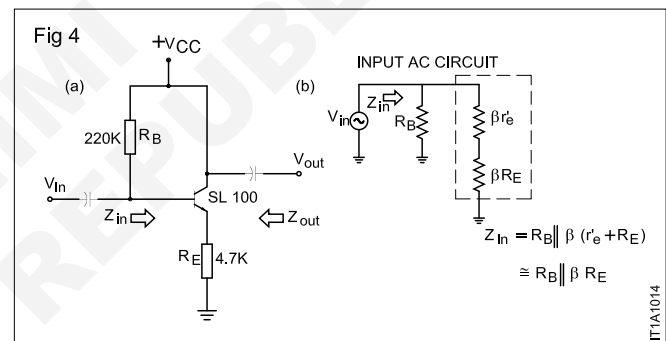 Fig 4
+VCC
(a)
220K RB
VIn
Zin
SL 100
Vout
Zout
RE 4.7K
(b)
INPUT AC CIRCUIT
Zin
Vin
RB
βr'e
βRE
ZIn = RB || β (r'e + RE)
≅ RB || β RE
IT1A1014
REPUB